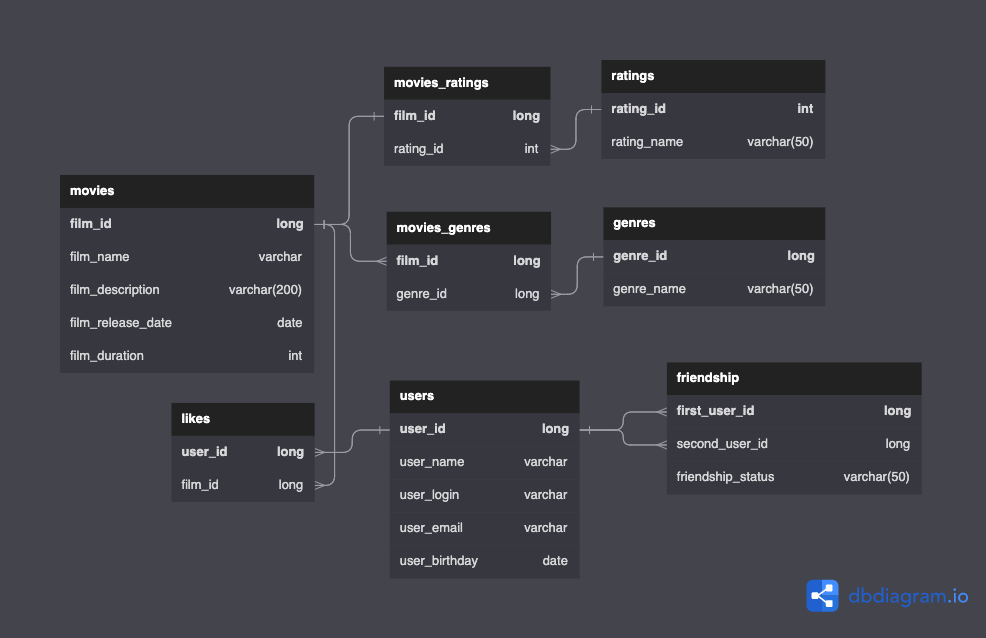 movies_ratings
film_id long
rating_id int
ratings
rating_id int
rating_name varchar(50)
movies
film_id long
film_name varchar
film_description varchar(200)
film_release_date date
film_duration int
movies_genres
film_id long
genre_id long
genres
genre_id long
genre_name varchar(50)
likes
user_id long
film_id long
users
user_id long
user_name varchar
user_login varchar
user_email varchar
user_birthday date
friendship
first_user_id long
second_user_id long
friendship_status varchar(50)
dbdiagram.io